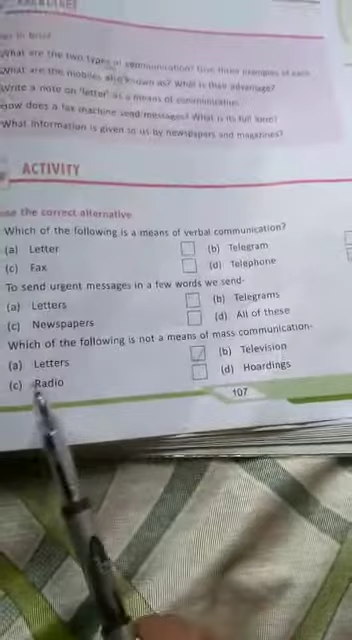 What are the two types of communication? Give three examples of each.
What are the mobiles also known as? What is their advantage?
Write a note on 'letter' as a means of communication.
How does a fax machine send messages? What is its full form?
What information is given to us by newspapers and magazines?
ACTIVITY
the correct alternative
Which of the following is a means of verbal communication?
(a) Letter (b) Telegram
(c) Fax (d) Telephone
To send urgent messages in a few words we send-
(a) Letters (b) Telegrams
(c) Newspapers (d) All of these
Which of the following is not a means of mass communication-
(a) Letters (b) Television
(c) Radio (d) Hoardings
107